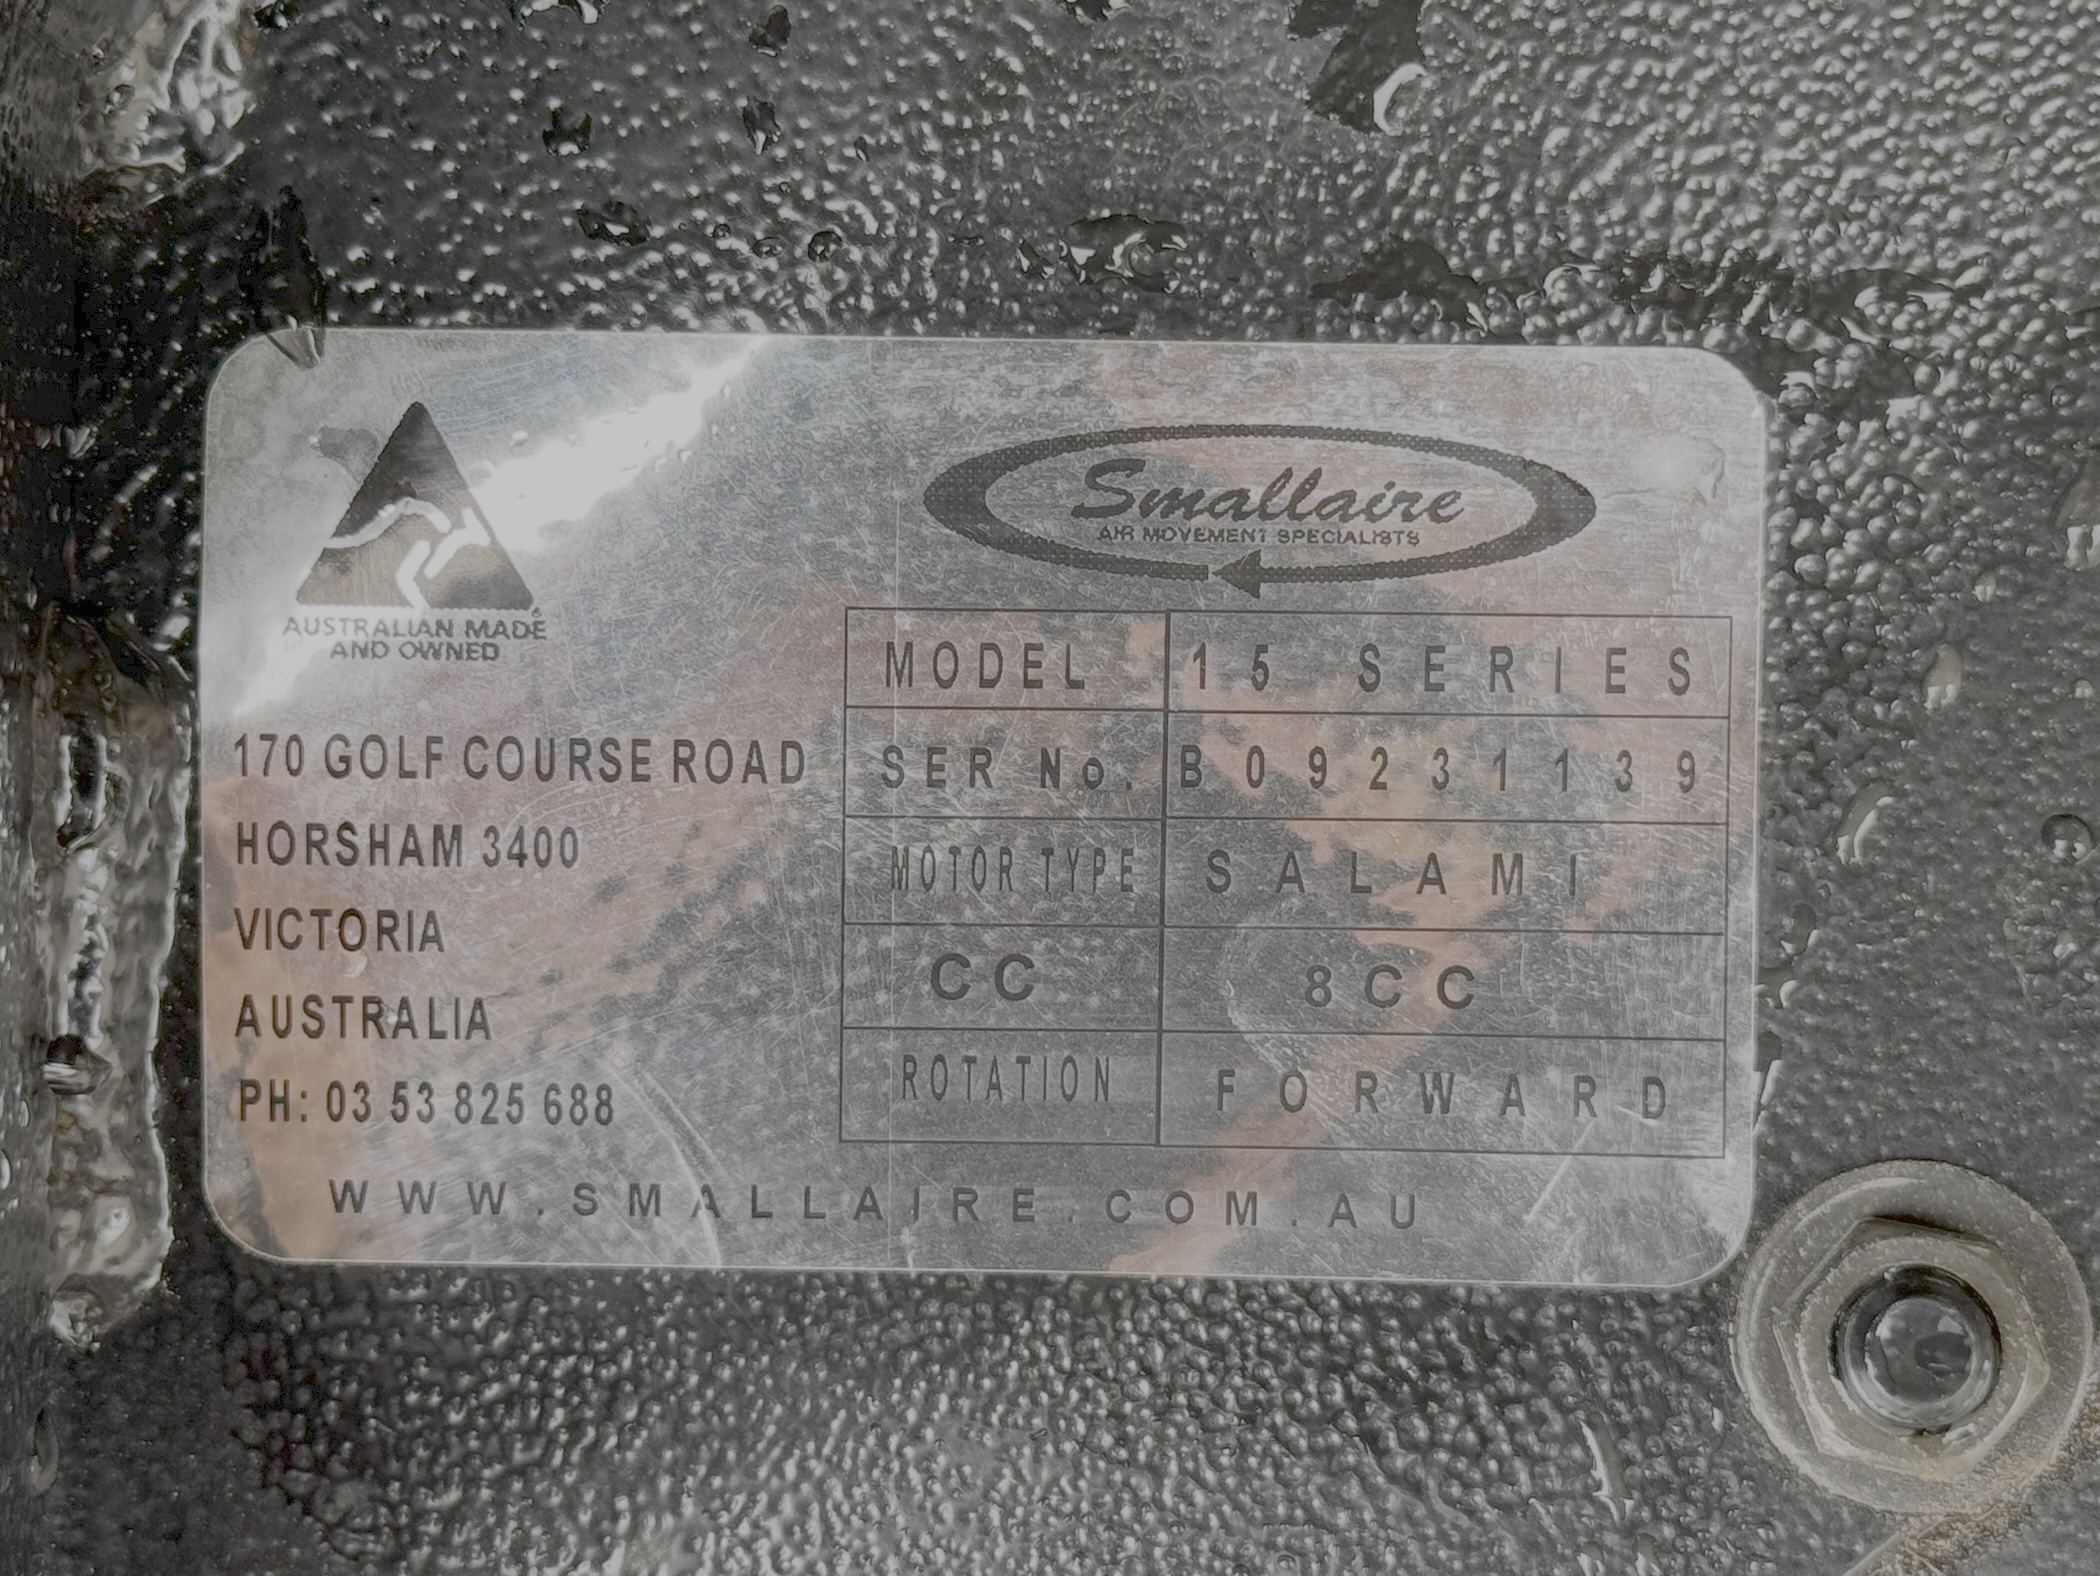 AUSTRALIAN MADE
AND OWNED
170 GOLF COURSE ROAD
HORSHAM 3400
VICTORIA
AUSTRALIA
PH: 03 53 825 688
Smallaire
AIR MOVEMENT SPECIALISTS
MODEL 15 SERIES
SER No. B09231139
MOTOR TYPE SALAMI
CC 8CC
ROTATION FORWARD
WWW.SMALLAIRE.COM.AU